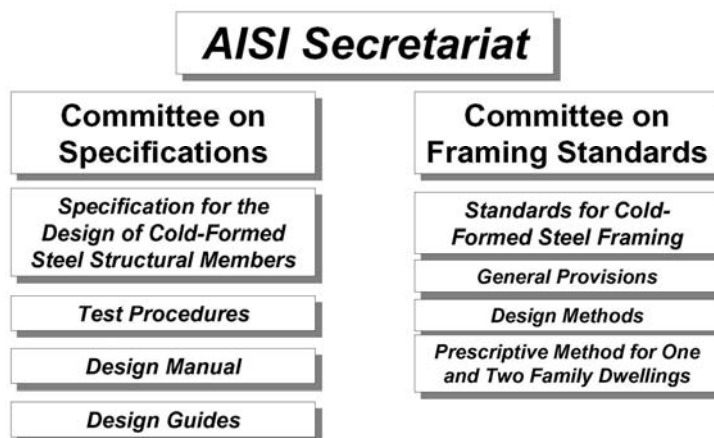 AISI Secretariat
Committee on
Specifications
Specification for the
Design of Cold-Formed
Steel Structural Members
Test Procedures
Design Manual
Design Guides
Committee on
Framing Standards
Standards for Cold-
Formed Steel Framing
General Provisions
Design Methods
Prescriptive Method for One
and Two Family Dwellings